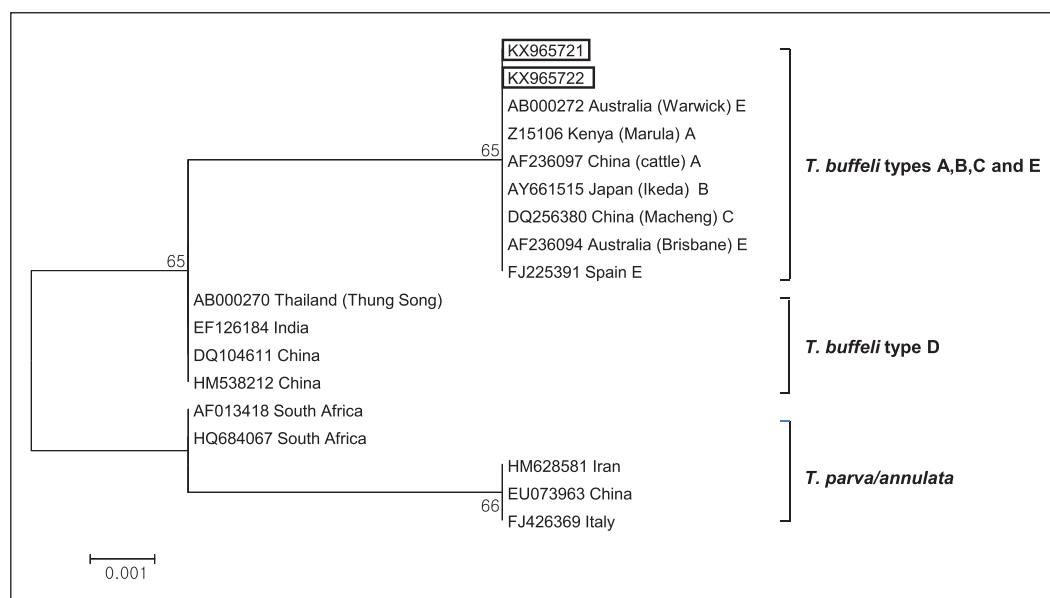 KX965721
KX965722
AB000272 Australia (Warwick) E
Z15106 Kenya (Marula) A
65
AF236097 China (cattle) A
T. buffeli types A,B,C and E
AY661515 Japan (Ikeda) B
DQ256380 China (Macheng) C
AF236094 Australia (Brisbane) E
65
FJ225391 Spain E
AB000270 Thailand (Thung Song)
EF126184 India
T. buffeli type D
DQ104611 China
HM538212 China
AF013418 South Africa
HQ684067 South Africa
HM628581 Iran
T. parva/annulata
EU073963 China
66
FJ426369 Italy
0.001